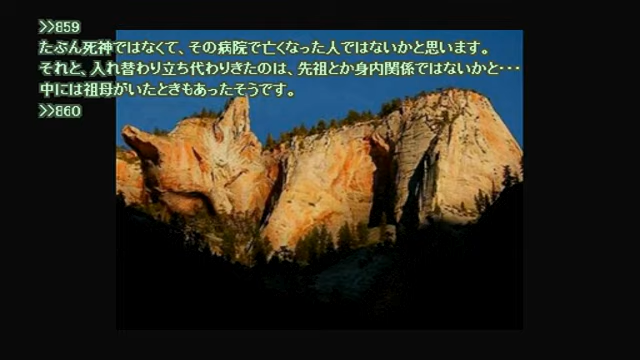 >>859
たぶん死神ではなくて、その病院で亡くなった人ではないかと思います。
それと、入れ替わり立ち代わりきたのは、先祖とか身内関係ではないかと・・・
中には祖母がいたときもあったそうです。
>>860